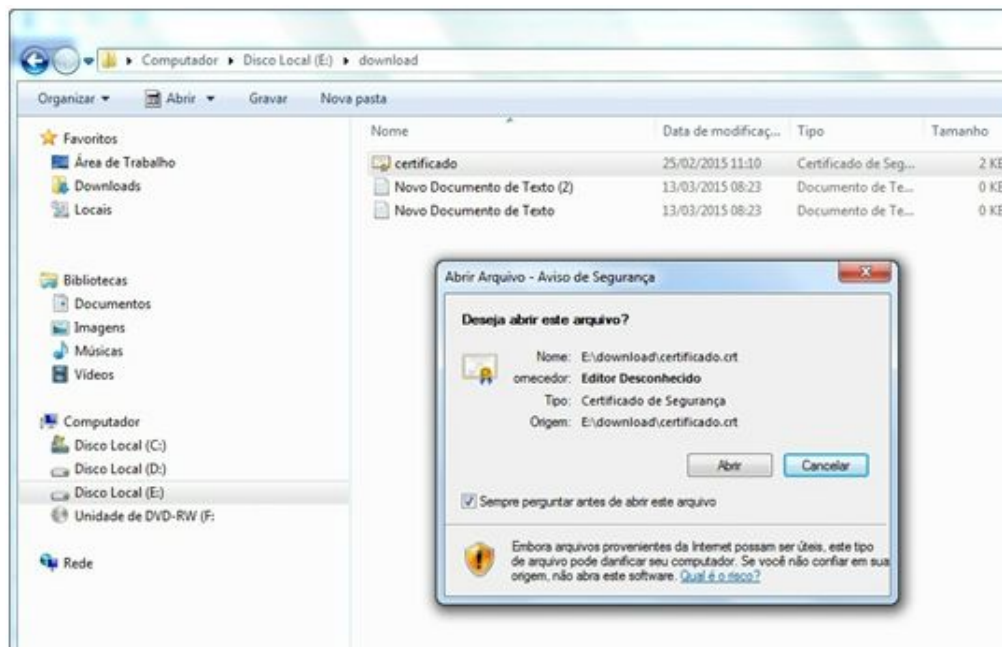 Computador ▸ Disco Local (E:) ▸ download
Organizar Abrir Gravar Nova pasta
Favoritos
Área de Trabalho
Downloads
Locais
Bibliotecas
Documentos
Imagens
Músicas
Vídeos
Computador
Disco Local (C:)
Disco Local (D:)
Disco Local (E:)
Unidade de DVD-RW (F:
Rede
Nome Data de modificaç... Tipo Tamanho
certificado 25/02/2015 11:10 Certificado de Seg... 2 KB
Novo Documento de Texto (2) 13/03/2015 08:23 Documento de Te... 0 KB
Novo Documento de Texto 13/03/2015 08:23 Documento de Te... 0 KB
Abrir Arquivo - Aviso de Segurança
Deseja abrir este arquivo?
Nome: E:\download\certificado.crt
ornecedor: Editor Desconhecido
Tipo: Certificado de Segurança
Origem: E:\download\certificado.crt
Abrir Cancelar
Sempre perguntar antes de abrir este arquivo
Embora arquivos provenientes da Internet possam ser úteis, este tipo
de arquivo pode danificar seu computador. Se você não confiar em sua
origem, não abra este software. Qual é o risco?